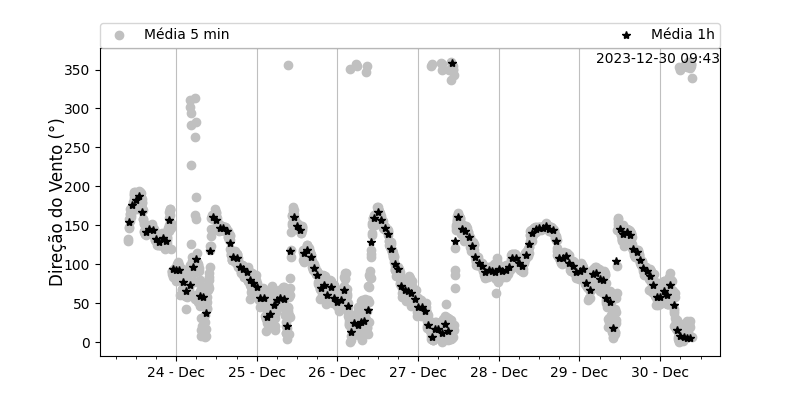 Média 5 min
Média 1h
2023-12-30 09:43
Direção do Vento (°)
350
300
250
200
150
100
50
0
24 - Dec
25 - Dec
26 - Dec
27 - Dec
28 - Dec
29 - Dec
30 - Dec